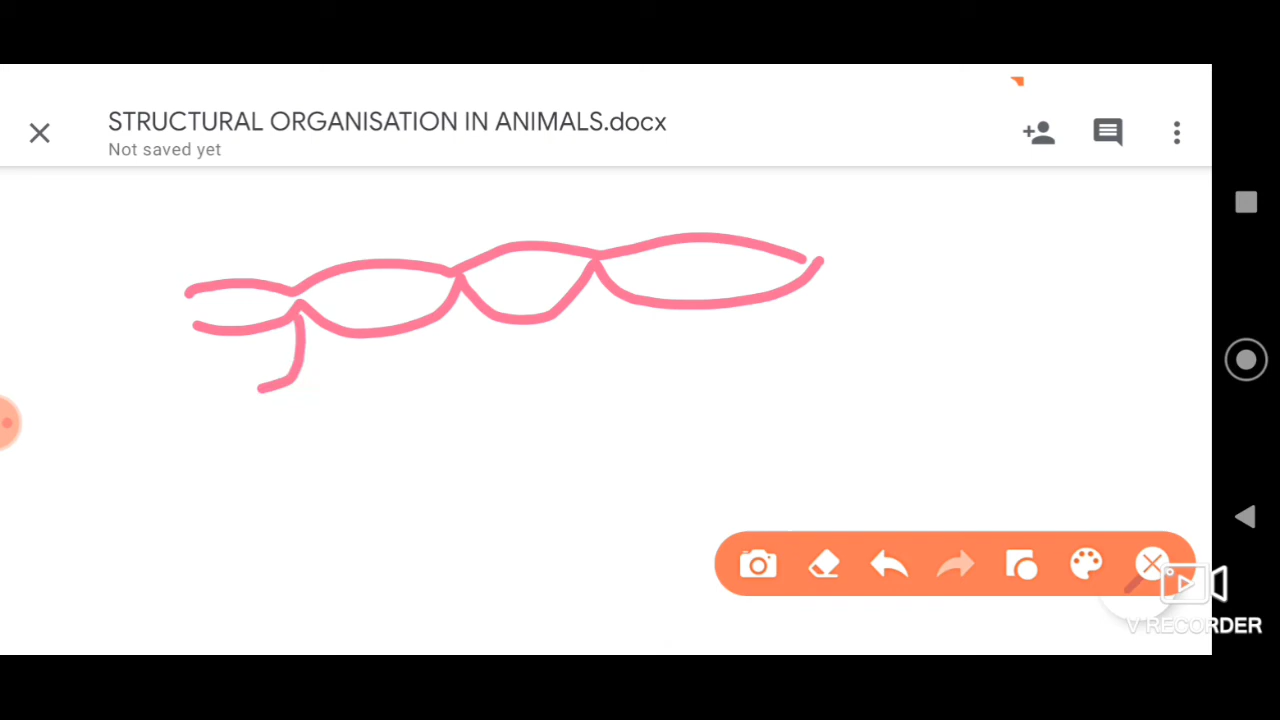 STRUCTURAL ORGANISATION IN ANIMALS.docx
Not saved yet
V RECORDER